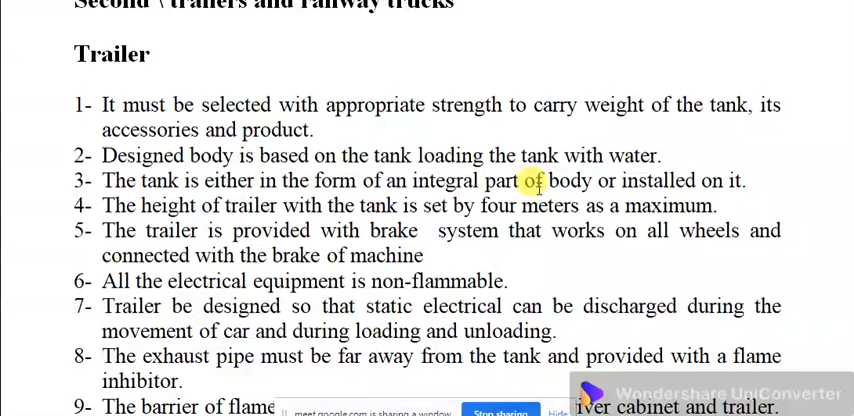 Second \ trailers and railway trucks
Trailer
1- It must be selected with appropriate strength to carry weight of the tank, its
accessories and product.
2- Designed body is based on the tank loading the tank with water.
3- The tank is either in the form of an integral part of body or installed on it.
4- The height of trailer with the tank is set by four meters as a maximum.
5- The trailer is provided with brake system that works on all wheels and
connected with the brake of machine
6- All the electrical equipment is non-flammable.
7- Trailer be designed so that static electrical can be discharged during the
movement of car and during loading and unloading.
8- The exhaust pipe must be far away from the tank and provided with a flame
inhibitor.
9- The barrier of flame cabinet and trailer.
meet.google.com is sharing a window. Stop sharing Hide
Wondershare UniConverter